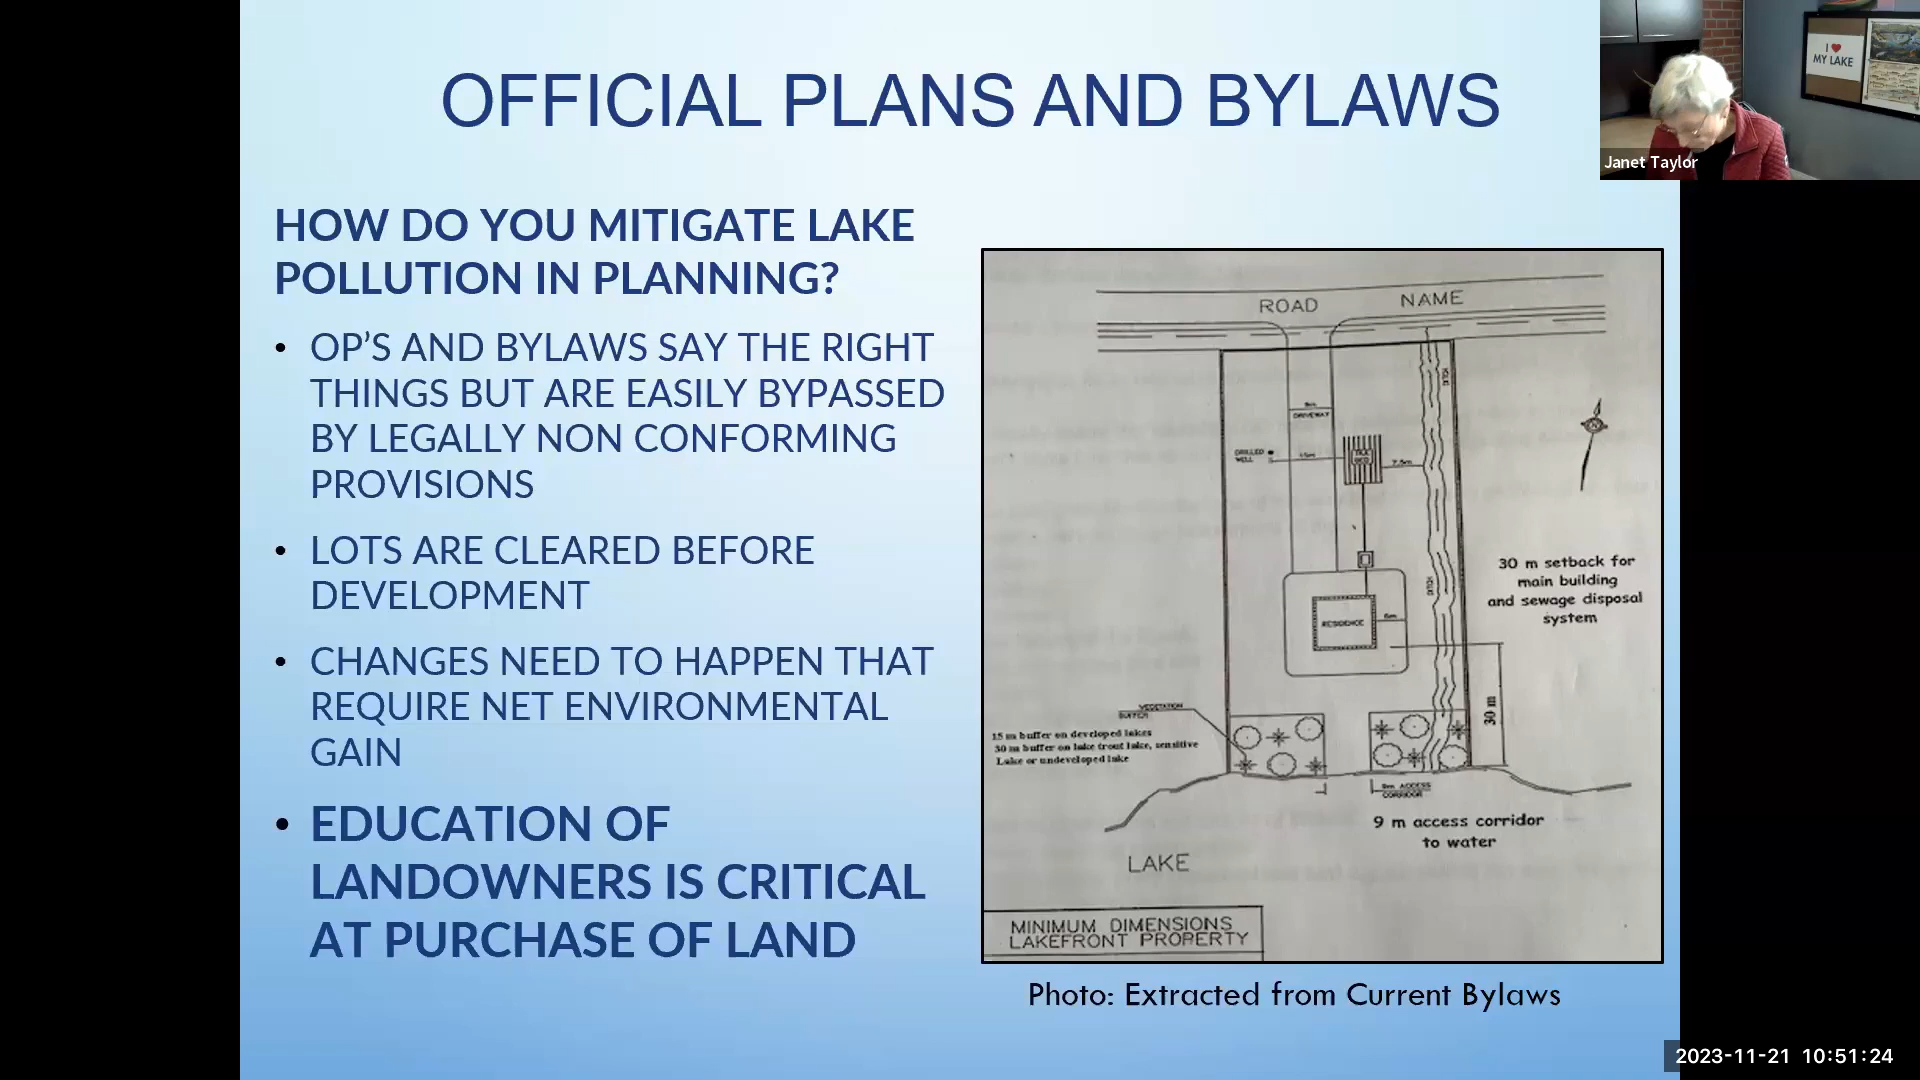 OFFICIAL PLANS AND BYLAWS
I ❤ 
MY LAKE
Janet Taylor
HOW DO YOU MITIGATE LAKE
POLLUTION IN PLANNING?
• OP’S AND BYLAWS SAY THE RIGHT
THINGS BUT ARE EASILY BYPASSED
BY LEGALLY NON CONFORMING
PROVISIONS
• LOTS ARE CLEARED BEFORE
DEVELOPMENT
• CHANGES NEED TO HAPPEN THAT
REQUIRE NET ENVIRONMENTAL
GAIN
• EDUCATION OF
LANDOWNERS IS CRITICAL
AT PURCHASE OF LAND
ROAD NAME
DRIVEWAY
DRILLED
WELL
15m
7.5m
RESIDENCE
30 m setback for
main building
and sewage disposal
system
30 m
VEGETATION
BUFFER
15 m buffer on developed lakes
30 m buffer on lake trout lake, sensitive
Lake or undeveloped lake
9m ACCESS
CORRIDOR
9 m access corridor
to water
LAKE
MINIMUM DIMENSIONS
LAKEFRONT PROPERTY
Photo: Extracted from Current Bylaws
2023-11-21 10:51:24